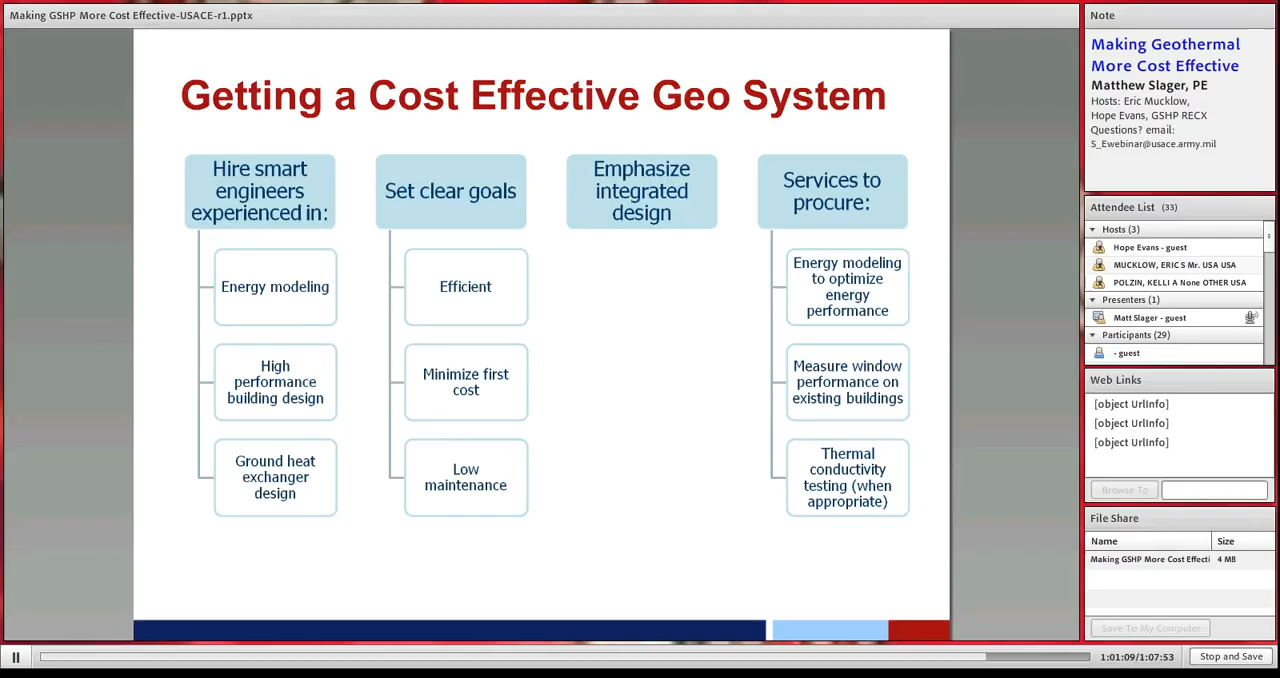 Making GSHP More Cost Effective-USACE-r1.pptx
Getting a Cost Effective Geo System
Hire smart
engineers
experienced in:
Energy modeling
High
performance
building design
Ground heat
exchanger
design
Set clear goals
Efficient
Minimize first
cost
Low
maintenance
Emphasize
integrated
design
Services to
procure:
Energy modeling
to optimize
energy
performance
Measure window
performance on
existing buildings
Thermal
conductivity
testing (when
appropriate)
Note
Making Geothermal
More Cost Effective
Matthew Slager, PE
Hosts: Eric Mucklow,
Hope Evans, GSHP RECX
Questions? email:
S_Ewebinar@usace.army.mil
Attendee List (33)
Hosts (3)
Hope Evans - guest
MUCKLOW, ERIC S Mr. USA USA
POLZIN, KELLI A None OTHER USA
Presenters (1)
Matt Slager - guest
Participants (29)
- guest
Web Links
[object UrlInfo]
[object UrlInfo]
[object UrlInfo]
Browse To
File Share
Name Size
Making GSHP More Cost Effecti 4 MB
Save To My Computer
1:01:09/1:07:53
Stop and Save